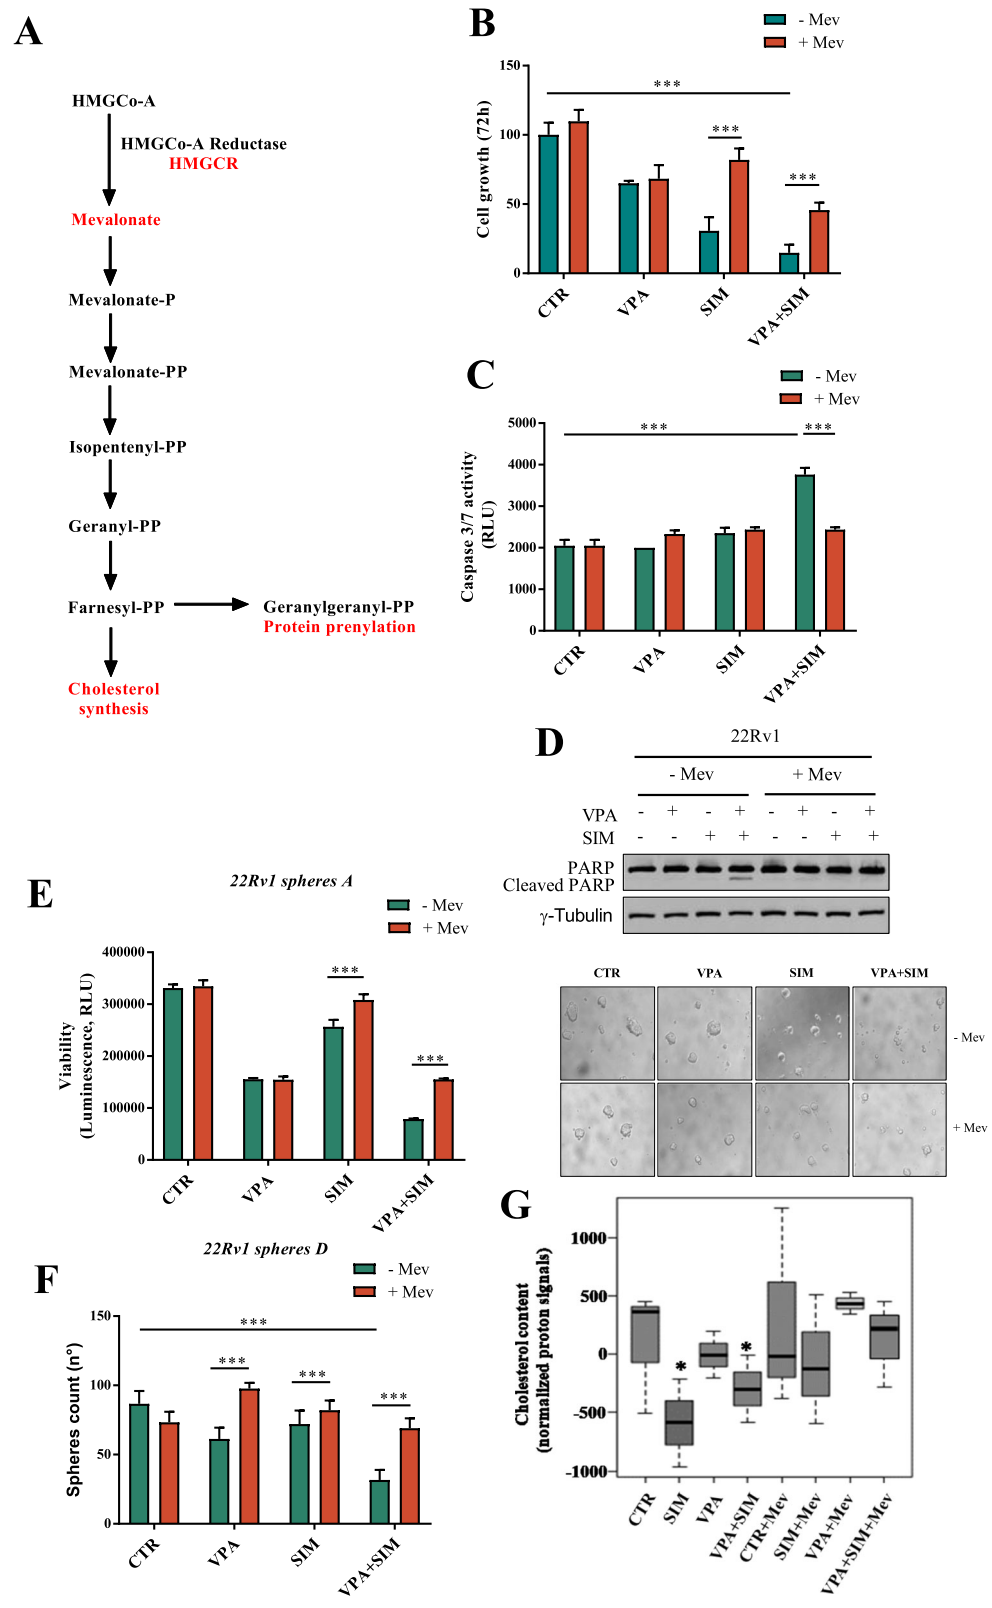 A
HMGCo-A
HMGCo-A Reductase
HMGCR
Mevalonate
Mevalonate-P
Mevalonate-PP
Isopentenyl-PP
Geranyl-PP
Farnesyl-PP
Geranylgeranyl-PP
Protein prenylation
Cholesterol
synthesis
B
- Mev
+ Mev
Cell growth (72h)
150
100
50
0
***
***
***
CTR
VPA
SIM
VPA+SIM
C
- Mev
+ Mev
Caspase 3/7 activity
(RLU)
5000
4000
3000
2000
1000
0
***
***
CTR
VPA
SIM
VPA+SIM
D
22Rv1
- Mev
+ Mev
VPA
- + - + - + - +
SIM
- - + + - - + +
PARP
Cleaved PARP
γ-Tubulin
E
22Rv1 spheres A
- Mev
+ Mev
Viability
(Luminescence, RLU)
400000
300000
200000
100000
0
***
***
CTR
VPA
SIM
VPA+SIM
CTR
VPA
SIM
VPA+SIM
- Mev
+ Mev
F
22Rv1 spheres D
- Mev
+ Mev
Spheres count (n°)
150
100
50
0
***
***
***
***
CTR
VPA
SIM
VPA+SIM
G
Cholesterol content
(normalized proton signals)
1000
500
0
-500
-1000
*
*
CTR
SIM
VPA
VPA+SIM
CTR+Mev
SIM+Mev
VPA+Mev
VPA+SIM+Mev